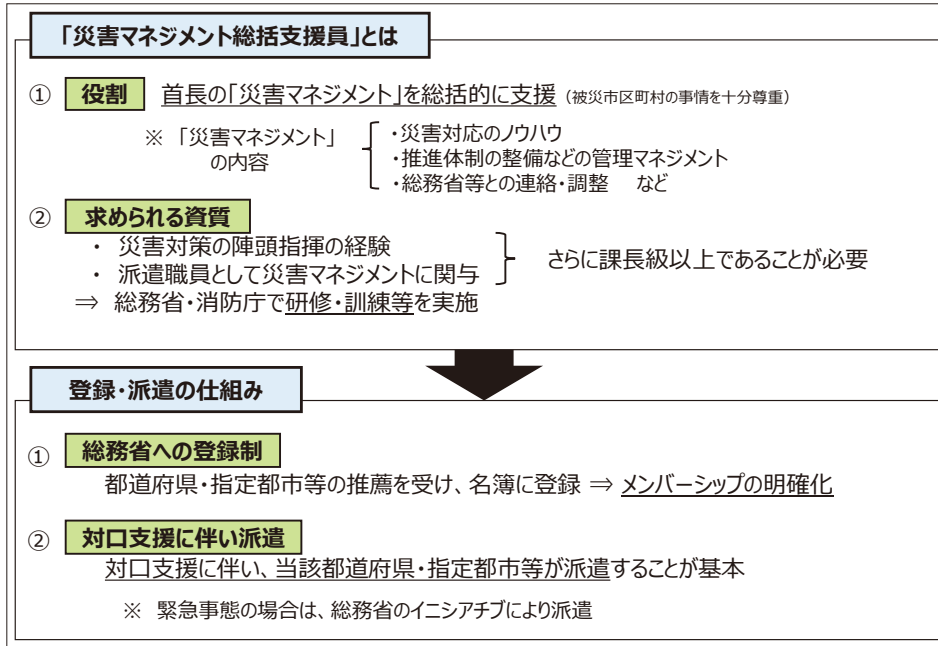 「災害マネジメント総括支援員」とは
① 役割 首長の「災害マネジメント」を総括的に支援 (被災市区町村の事情を十分尊重)
※ 「災害マネジメント」
の内容
・災害対応のノウハウ
・推進体制の整備などの管理マネジメント
・総務省等との連絡・調整 など
② 求められる資質
・ 災害対策の陣頭指揮の経験
・ 派遣職員として災害マネジメントに関与
さらに課長級以上であることが必要
⇒ 総務省・消防庁で研修・訓練等を実施
登録・派遣の仕組み
① 総務省への登録制
都道府県・指定都市等の推薦を受け、名簿に登録 ⇒ メンバーシップの明確化
② 対口支援に伴い派遣
対口支援に伴い、当該都道府県・指定都市等が派遣することが基本
※ 緊急事態の場合は、総務省のイニシアチブにより派遣